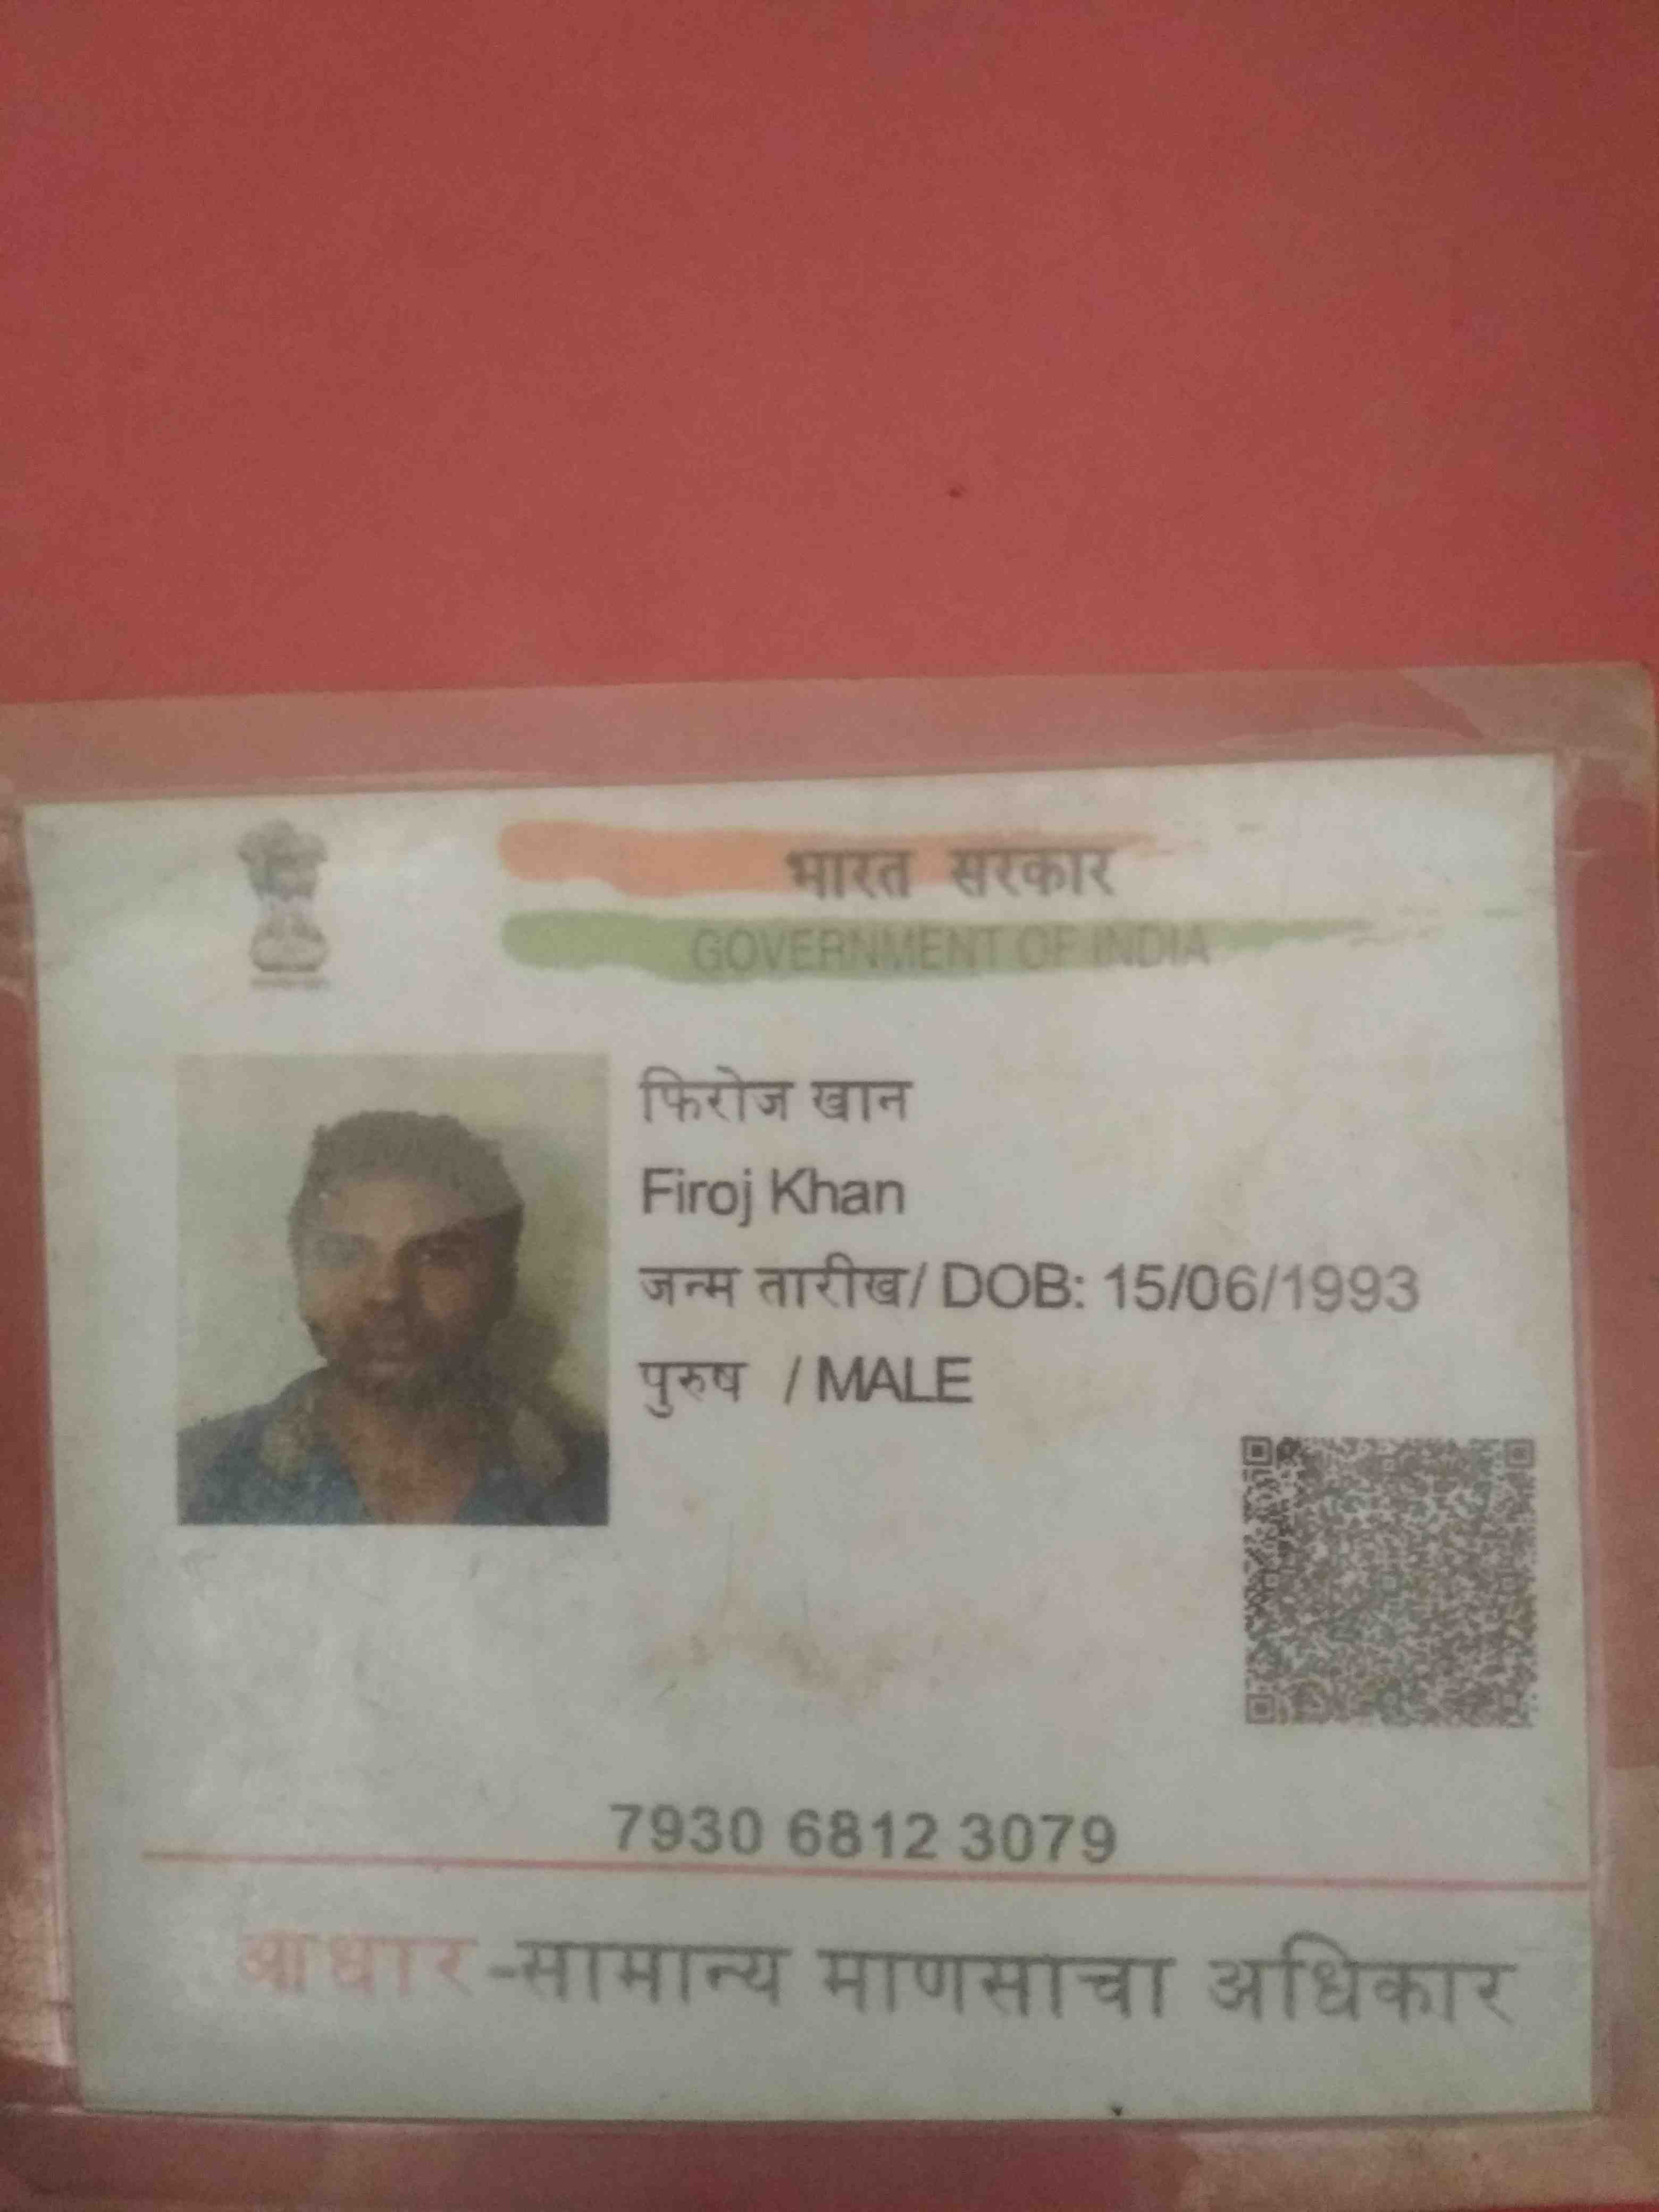 भारत सरकार
GOVERNMENT OF INDIA
फिरोज खान
Firoj Khan
जन्म तारीख/ DOB: 15/06/1993
पुरुष / MALE
7930 6812 3079
आधार-सामान्य माणसाचा अधिकार